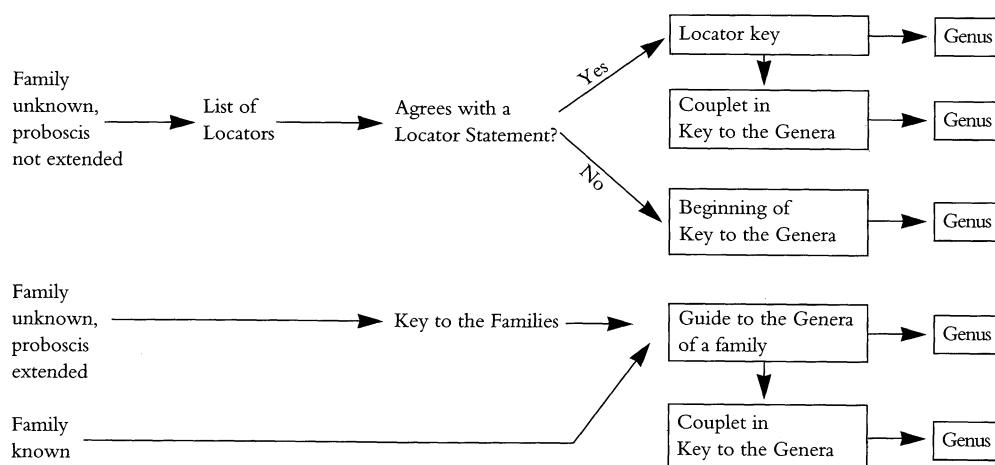 Family
unknown,
proboscis
not extended
List of
Locators
Agrees with a
Locator Statement?
Yes
No
Locator key
Genus
Couplet in
Key to the Genera
Genus
Beginning of
Key to the Genera
Genus
Family
unknown,
proboscis
extended
Key to the Families
Guide to the Genera
of a family
Genus
Family
known
Couplet in
Key to the Genera
Genus